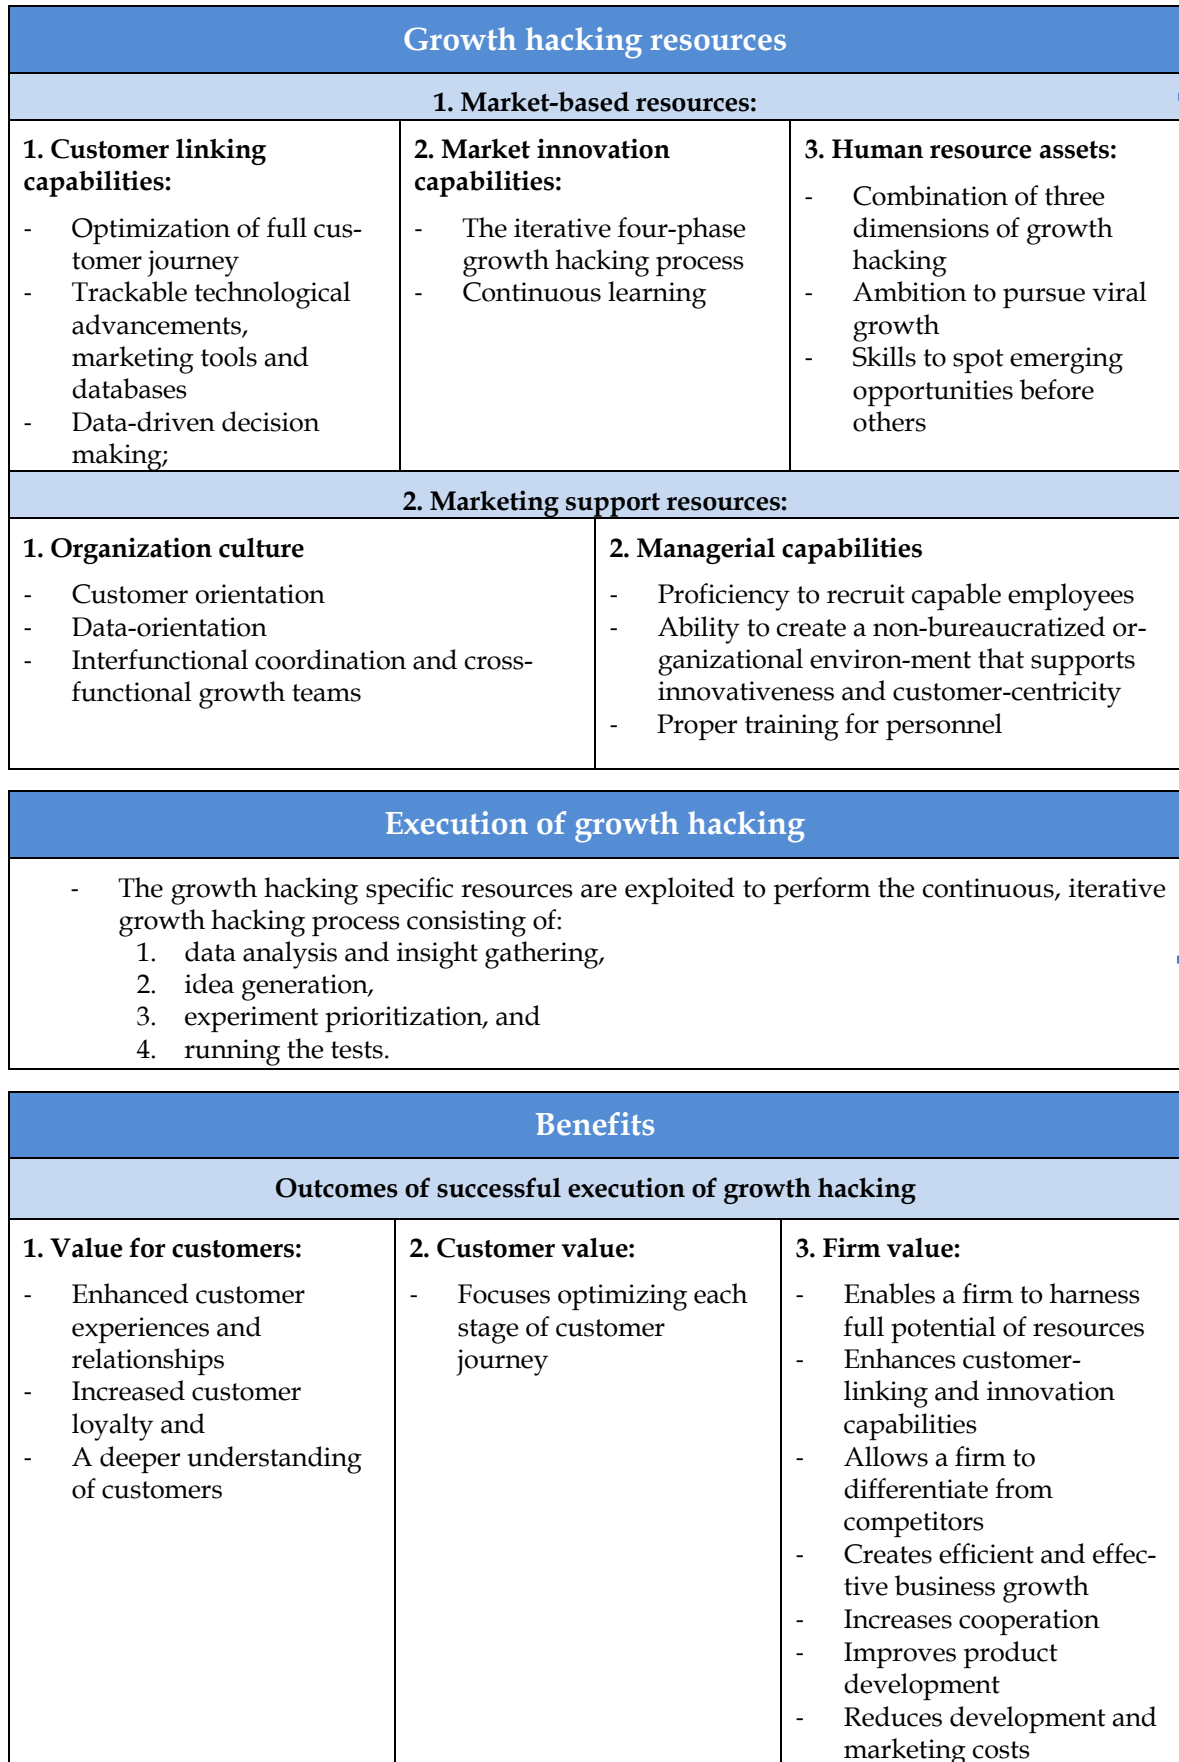 Growth hacking resources
1. Market-based resources:
1. Customer linking
capabilities:
- Optimization of full cus-
tomer journey
- Trackable technological
advancements,
marketing tools and
databases
- Data-driven decision
making;
2. Market innovation
capabilities:
- The iterative four-phase
growth hacking process
- Continuous learning
3. Human resource assets:
- Combination of three
dimensions of growth
hacking
- Ambition to pursue viral
growth
- Skills to spot emerging
opportunities before
others
2. Marketing support resources:
1. Organization culture
- Customer orientation
- Data-orientation
- Interfunctional coordination and cross-
functional growth teams
2. Managerial capabilities
- Proficiency to recruit capable employees
- Ability to create a non-bureaucratized or-
ganizational environ-ment that supports
innovativeness and customer-centricity
- Proper training for personnel
Execution of growth hacking
- The growth hacking specific resources are exploited to perform the continuous, iterative
growth hacking process consisting of:
1. data analysis and insight gathering,
2. idea generation,
3. experiment prioritization, and
4. running the tests.
Benefits
Outcomes of successful execution of growth hacking
1. Value for customers:
- Enhanced customer
experiences and
relationships
- Increased customer
loyalty and
- A deeper understanding
of customers
2. Customer value:
- Focuses optimizing each
stage of customer
journey
3. Firm value:
- Enables a firm to harness
full potential of resources
- Enhances customer-
linking and innovation
capabilities
- Allows a firm to
differentiate from
competitors
- Creates efficient and effec-
tive business growth
- Increases cooperation
- Improves product
development
- Reduces development and
marketing costs